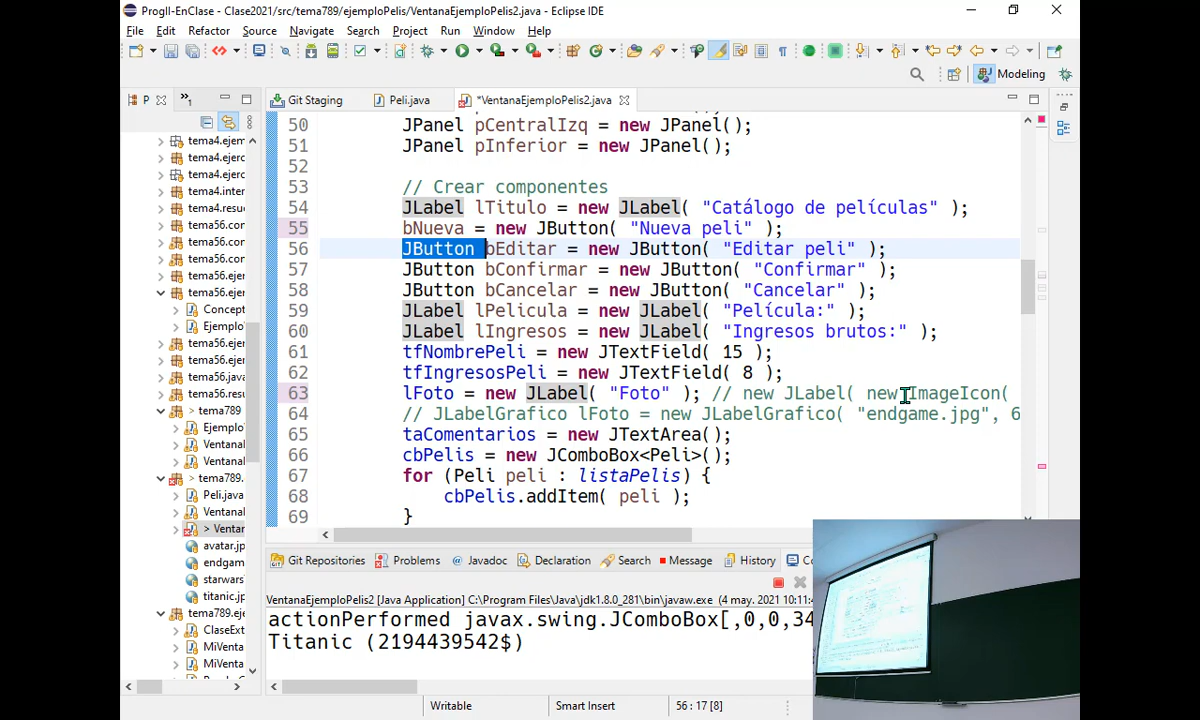 ProgII-EnClase - Clase2021/src/tema789/ejemploPelis/VentanaEjemploPelis2.java - Eclipse IDE
File Edit Refactor Source Navigate Search Project Run Window Help
Modeling
P
Git Staging
Peli.java
*VentanaEjemploPelis2.java
tema4.ejem
tema4.ejerc
tema4.ejerc
tema4.inter
tema4.resue
tema56.con
tema56.con
tema56.con
tema56.ejer
tema56.ejer
Concept
Ejemplo
tema56.ejer
tema56.ejer
tema56.java
tema56.resu
> tema789
Ejemplo
Ventanal
Ventanal
> tema789.
Peli.java
Ventanal
> Ventar
avatar.jp
endgam
starwars
titanic.jp
tema789.eje
ClaseExt
MiVenta
MiVenta
50 JPanel pCentralIzq = new JPanel();
51 JPanel pInferior = new JPanel();
52
53 // Crear componentes
54 JLabel lTitulo = new JLabel( "Catálogo de películas" );
55 bNueva = new JButton( "Nueva peli" );
56 JButton bEditar = new JButton( "Editar peli" );
57 JButton bConfirmar = new JButton( "Confirmar" );
58 JButton bCancelar = new JButton( "Cancelar" );
59 JLabel lPelicula = new JLabel( "Película:" );
60 JLabel lIngresos = new JLabel( "Ingresos brutos:" );
61 tfNombrePeli = new JTextField( 15 );
62 tfIngresosPeli = new JTextField( 8 );
63 lFoto = new JLabel( "Foto" ); // new JLabel( new ImageIcon(
64 // JLabelGrafico lFoto = new JLabelGrafico( "endgame.jpg", 6
65 taComentarios = new JTextArea();
66 cbPelis = new JComboBox<Peli>();
67 for (Peli peli : listaPelis) {
68 cbPelis.addItem( peli );
69 }
Git Repositories Problems @ Javadoc Declaration Search Message History Co
VentanaEjemploPelis2 [Java Application] C:\Program Files\Java\jdk1.8.0_281\bin\javaw.exe (4 may. 2021 10:11:4
actionPerformed javax.swing.JComboBox[,0,0,34
Titanic (2194439542$)
Writable
Smart Insert
56 : 17 [8]